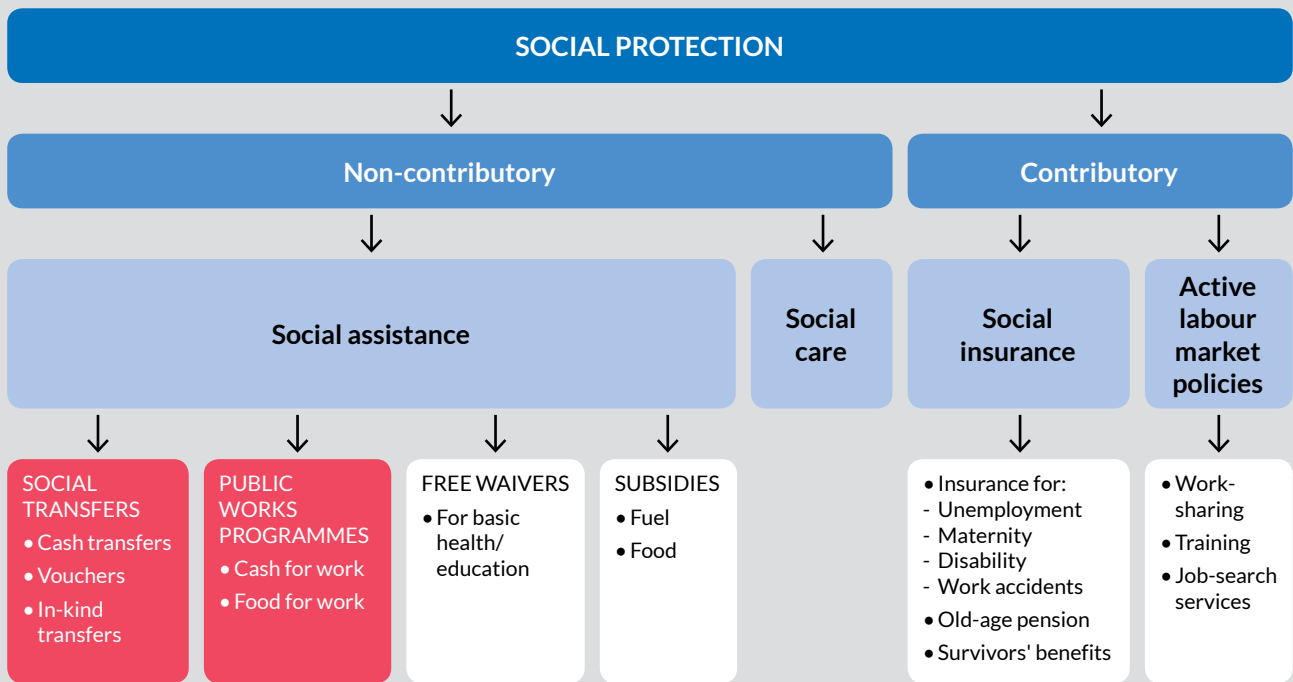 SOCIAL PROTECTION
Non-contributory
Contributory
Social assistance
Social
care
Social
insurance
Active
labour
market
policies
SOCIAL
TRANSFERS
• Cash transfers
• Vouchers
• In-kind
transfers
PUBLIC
WORKS
PROGRAMMES
• Cash for work
• Food for work
FREE WAIVERS
• For basic
health/
education
SUBSIDIES
• Fuel
• Food
• Insurance for:
- Unemployment
- Maternity
- Disability
- Work accidents
• Old-age pension
• Survivors' benefits
• Work-
sharing
• Training
• Job-search
services